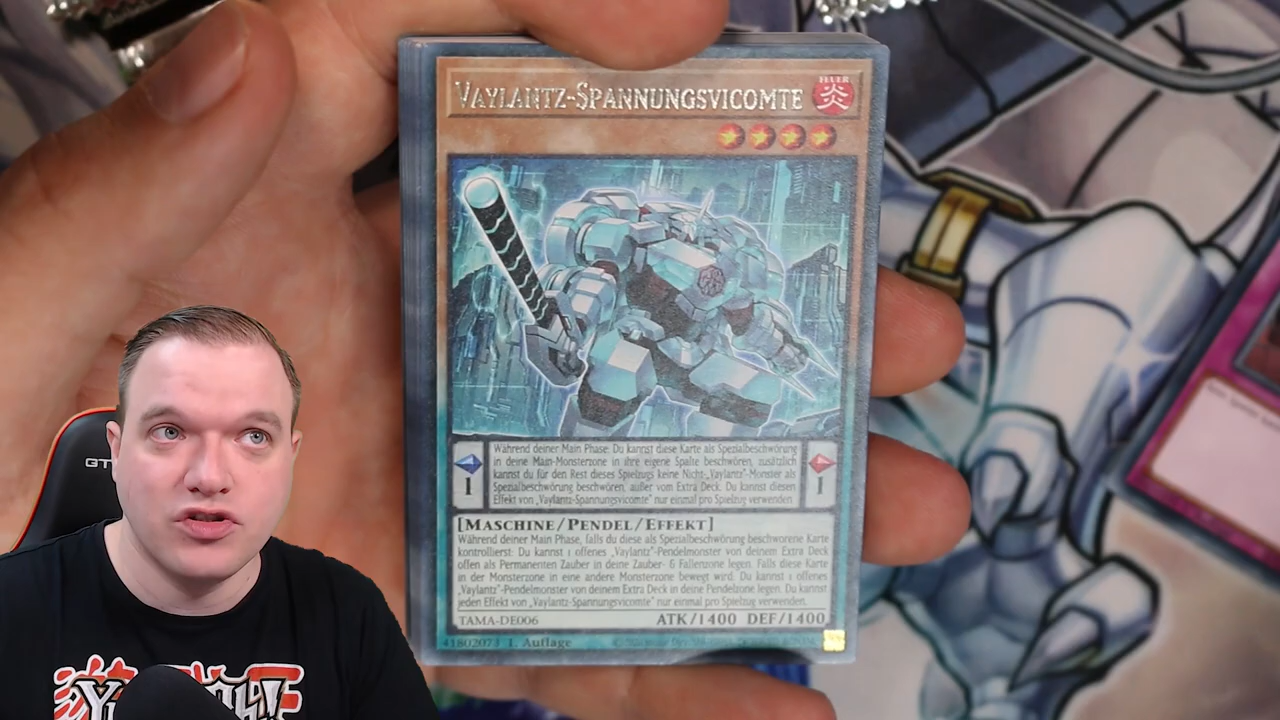 VAYLANTZ-SPANNUNGSVICOMTE
FEUER
炎
Während deiner Main Phase: Du kannst diese Karte als Spezialbeschwörung
in deine Main-Monsterzone in ihre eigene Spalte beschwören, zusätzlich
kannst du für den Rest dieses Spielzugs keine Nicht-„Vaylantz"-Monster als
Spezialbeschwörung beschwören, außer vom Extra Deck. Du kannst diesen
Effekt von „Vaylantz-Spannungsvicomte" nur einmal pro Spielzug verwenden.
1
1
[MASCHINE/PENDEL/EFFEKT]
Während deiner Main Phase, falls du diese als Spezialbeschwörung beschworene Karte
kontrollierst: Du kannst 1 offenes „Vaylantz"-Pendelmonster von deinem Extra Deck
offen als Permanenten Zauber in deine Zauber- & Fallenzone legen. Falls diese Karte
in der Monsterzone in eine andere Monsterzone bewegt wird: Du kannst 1 offenes
„Vaylantz"-Pendelmonster von deinem Extra Deck in deine Pendelzone legen. Du kannst
jeden Effekt von „Vaylantz-Spannungsvicomte" nur einmal pro Spielzug verwenden.
TAMA-DE006
ATK/1400 DEF/1400
41802073
1. Auflage
GT